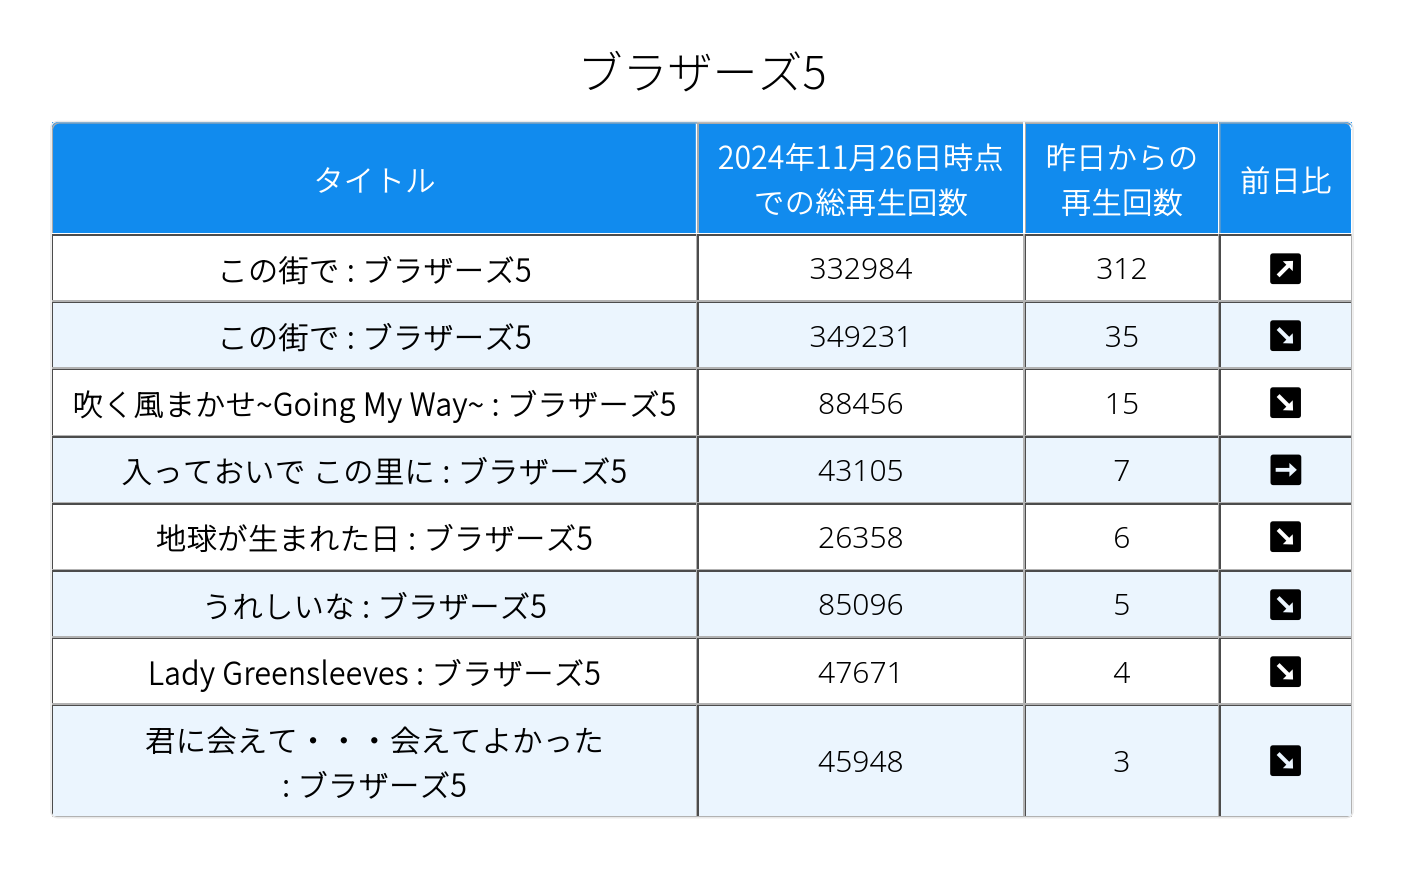 ブラザーズ5
タイトル
2024年11月26日時点
での総再生回数
昨日からの
再生回数
前日比
この街で : ブラザーズ5
332984
312
この街で : ブラザーズ5
349231
35
吹く風まかせ~Going My Way~ : ブラザーズ5
88456
15
入っておいで この里に : ブラザーズ5
43105
7
地球が生まれた日 : ブラザーズ5
26358
6
うれしいな : ブラザーズ5
85096
5
Lady Greensleeves : ブラザーズ5
47671
4
君に会えて・・・会えてよかった
: ブラザーズ5
45948
3